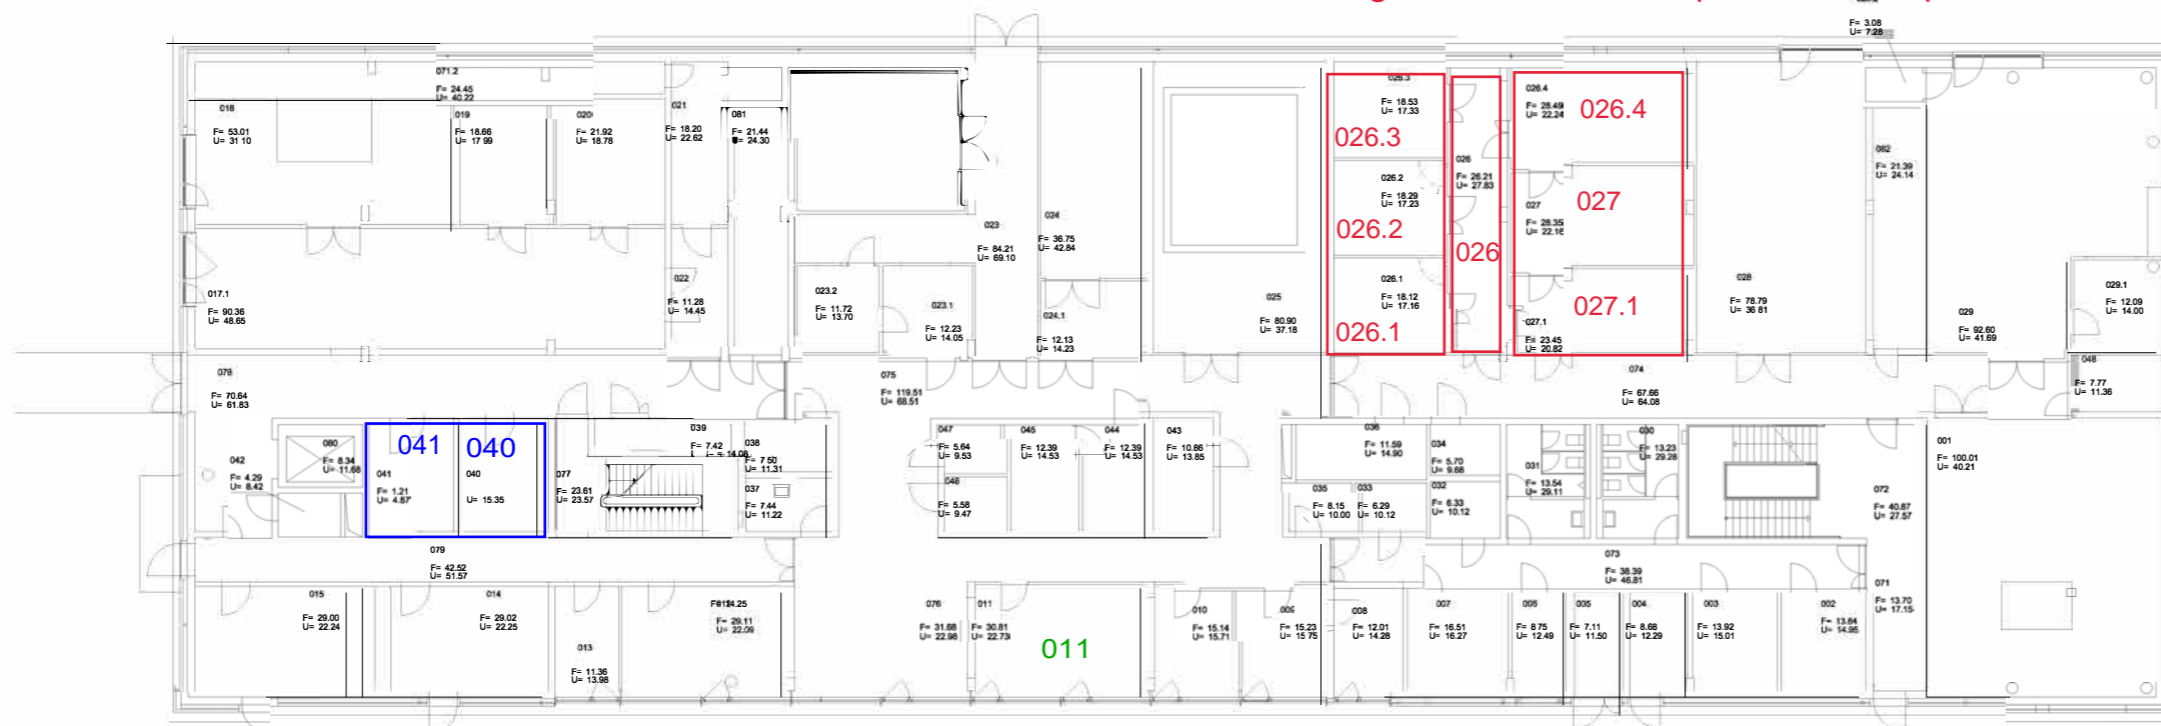 F= 3.08
U= 7.28
071.2
F= 24.45
U= 40.22
018
F= 53.01
U= 31 10
019
F= 18.66
U= 17 99
020
F= 21.92
U= 18.78
021
F= 18.20
U= 22.62
081
F= 21.44
U= 24.30
026.3
F= 18.53
U= 17.33
026.3
026.4
F= 28.49
U= 22.24
026.4
026.2
F= 18.29
U= 17.23
026.2
026
F= 26.21
U= 27.83
026
027
F= 28.35
U= 22.16
027
082
F= 21.39
U= 24.14
023
F= 84.21
U= 69.10
024
F= 36.75
U= 42.84
022
F= 11.28
U= 14.45
017.1
F= 90.36
U= 48.65
023.2
F= 11.72
U= 13.70
023.1
F= 12.23
U= 14.05
024.1
F= 12.13
U= 14.23
025
F= 80.90
U= 37.18
026.1
F= 18.12
U= 17.16
026.1
027.1
027.1
F= 23.45
U= 20.82
028
F= 78.79
U= 36 81
029
F= 92.60
U= 41.69
029.1
F= 12.09
U= 14.00
078
F= 70.64
U= 61.83
075
F= 119.51
U= 68.51
074
F= 67.66
U= 64.08
048
F= 7.77
U= 11.36
042
F= 4.29
U= 8.42
080
F= 8.34
U= 11.68
041
041
F= 1.21
U= 4.87
040
040
U= 15.35
077
F= 23.61
U= 23.57
039
F= 7.42
14.08
038
F= 7 50
U= 11.31
037
F= 7.44
U= 11.22
047
F= 5.64
U= 9.53
046
F= 5.58
U= 9.47
045
F= 12.39
U= 14.53
044
F= 12.39
U= 14.53
043
F= 10.86
U= 13.85
036
F= 11.59
U= 14.90
034
F= 5.70
U= 9.68
035
F= 8.15
U= 10.00
033
F= 6.29
U= 10.12
032
F= 6.33
U= 10.12
031
F= 13.54
U= 29.11
030
F= 13.23
U= 29.28
072
F= 40.87
U= 27.57
001
F= 100.01
U= 40.21
079
F= 42.52
U= 51.57
073
F= 38.39
U= 46.81
071
F= 13.70
U= 17.15
015
F= 29.00
U= 22.24
014
F= 29.02
U= 22.25
013
F= 11.36
U= 13.98
F= 29.11
U= 22.09
076
F= 31.68
U= 22.98
011
F= 30.81
U= 22.73
011
010
F= 15.14
U= 15.71
009
F= 15.23
U= 15 75
008
F= 12.01
U= 14.28
007
F= 16.51
U= 16.27
006
F= 8 75
U= 12.49
005
F= 7.11
U= 11.50
004
F= 8.68
U= 12.29
003
F= 13.92
U= 15.01
002
F= 13.64
U= 14.95